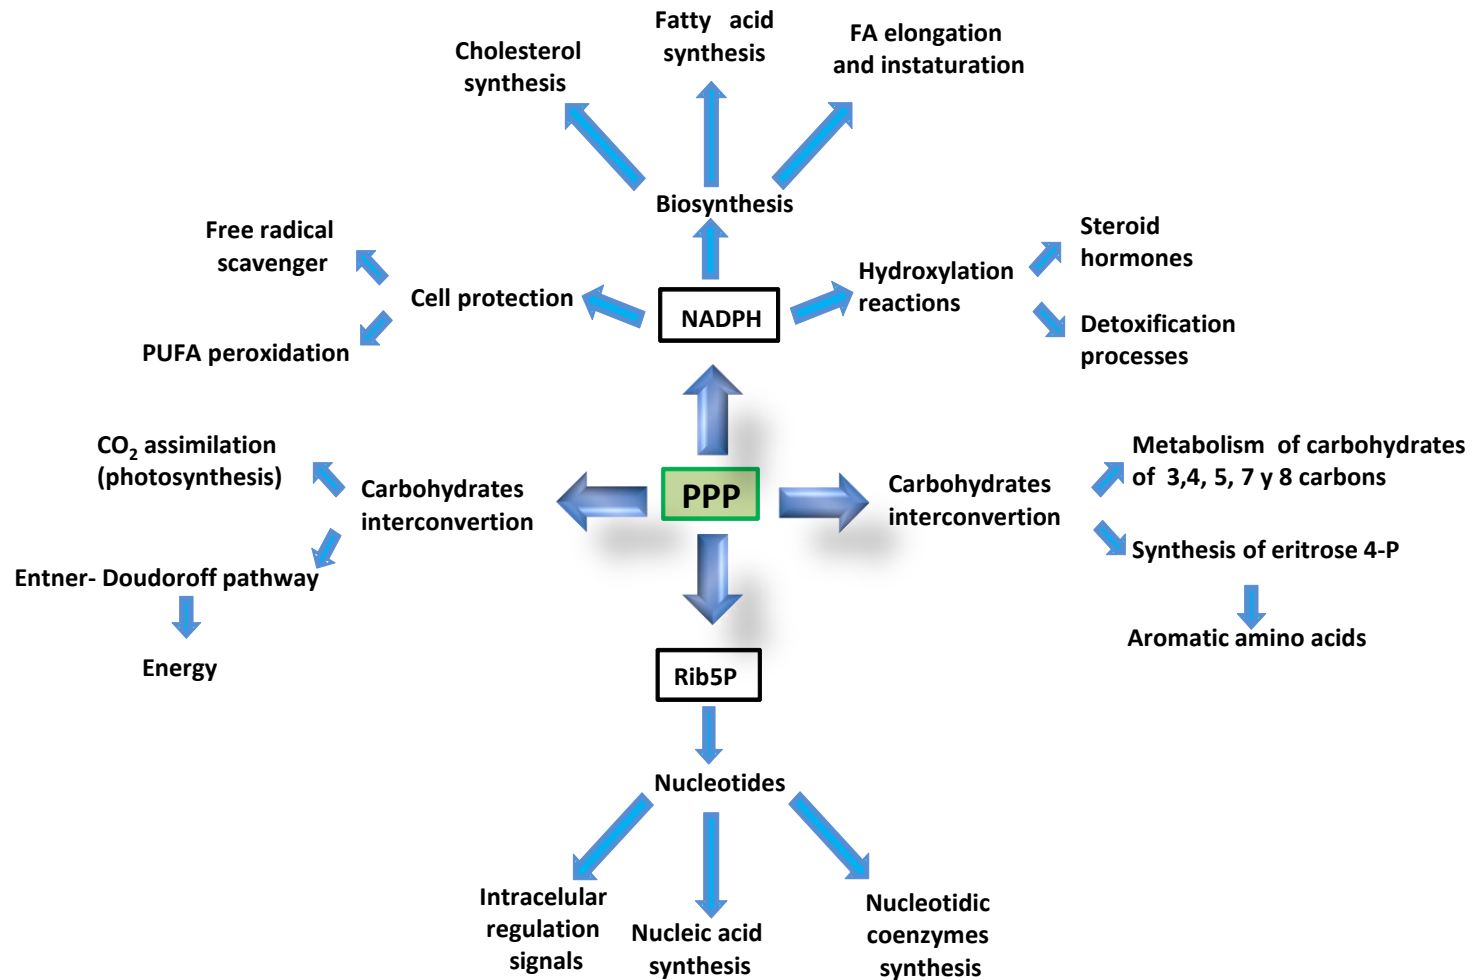 Fatty acid
synthesis
FA elongation
and instaturation
Cholesterol
synthesis
Biosynthesis
Free radical
scavenger
Steroid
hormones
Cell protection
Hydroxylation
reactions
NADPH
PUFA peroxidation
Detoxification
processes
CO₂ assimilation
(photosynthesis)
Metabolism of carbohydrates
of 3,4, 5, 7 y 8 carbons
Carbohydrates
interconvertion
PPP
Carbohydrates
interconvertion
Synthesis of eritrose 4-P
Entner- Doudoroff pathway
Aromatic amino acids
Energy
Rib5P
Nucleotides
Intracelular
regulation
signals
Nucleic acid
synthesis
Nucleotidic
coenzymes
synthesis